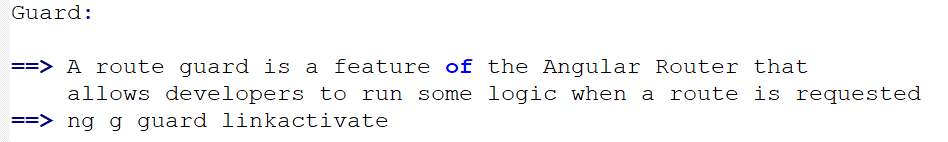 Guard:
==> A route guard is a feature of the Angular Router that
allows developers to run some logic when a route is requested
==> ng g guard linkactivate